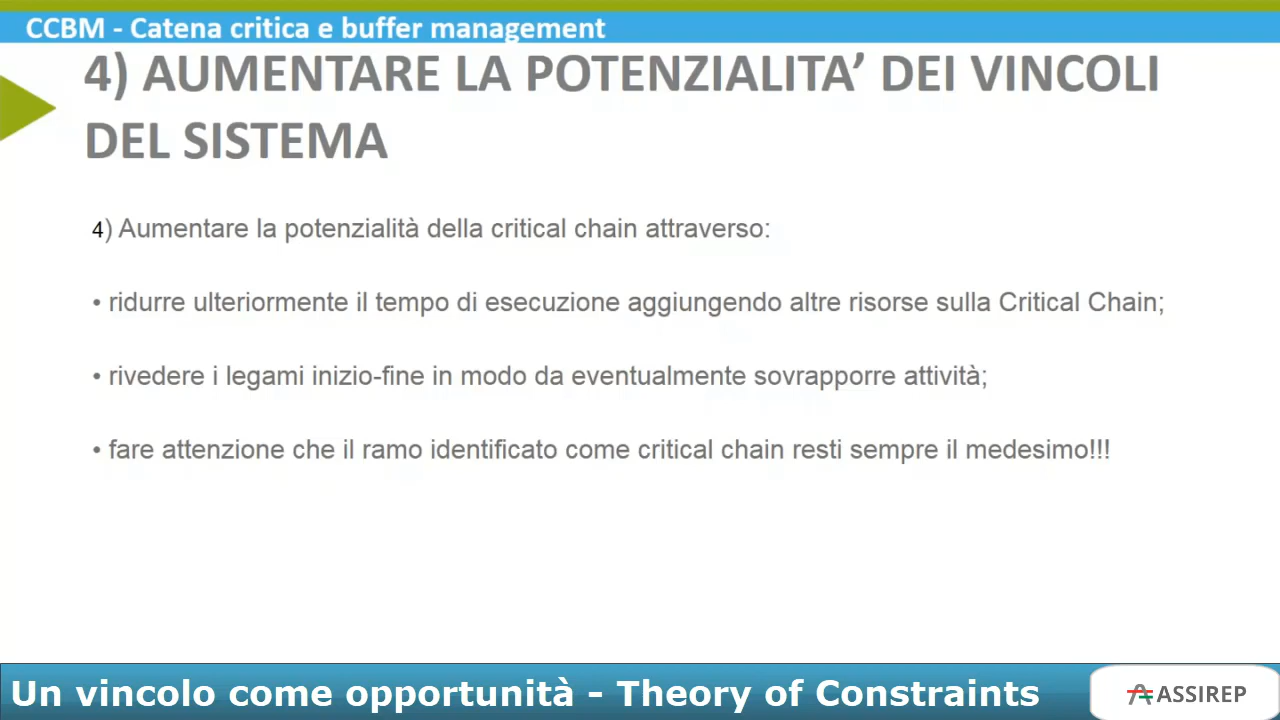 CCBM - Catena critica e buffer management
4) AUMENTARE LA POTENZIALITA’ DEI VINCOLI
DEL SISTEMA
4) Aumentare la potenzialità della critical chain attraverso:
• ridurre ulteriormente il tempo di esecuzione aggiungendo altre risorse sulla Critical Chain;
• rivedere i legami inizio-fine in modo da eventualmente sovrapporre attività;
• fare attenzione che il ramo identificato come critical chain resti sempre il medesimo!!!
Un vincolo come opportunità - Theory of Constraints
ASSIREP